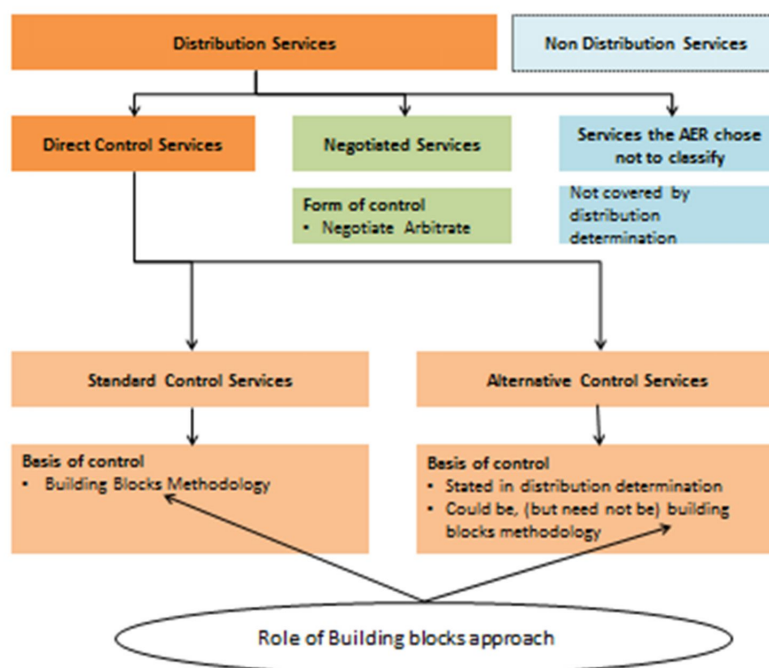 Distribution Services
Non Distribution Services
Direct Control Services
Negotiated Services
Services the AER chose
not to classify
Form of control
• Negotiate Arbitrate
Not covered by
distribution
determination
Standard Control Services
Alternative Control Services
Basis of control
• Building Blocks Methodology
Basis of control
• Stated in distribution determination
• Could be, (but need not be) building
blocks methodology
Role of Building blocks approach